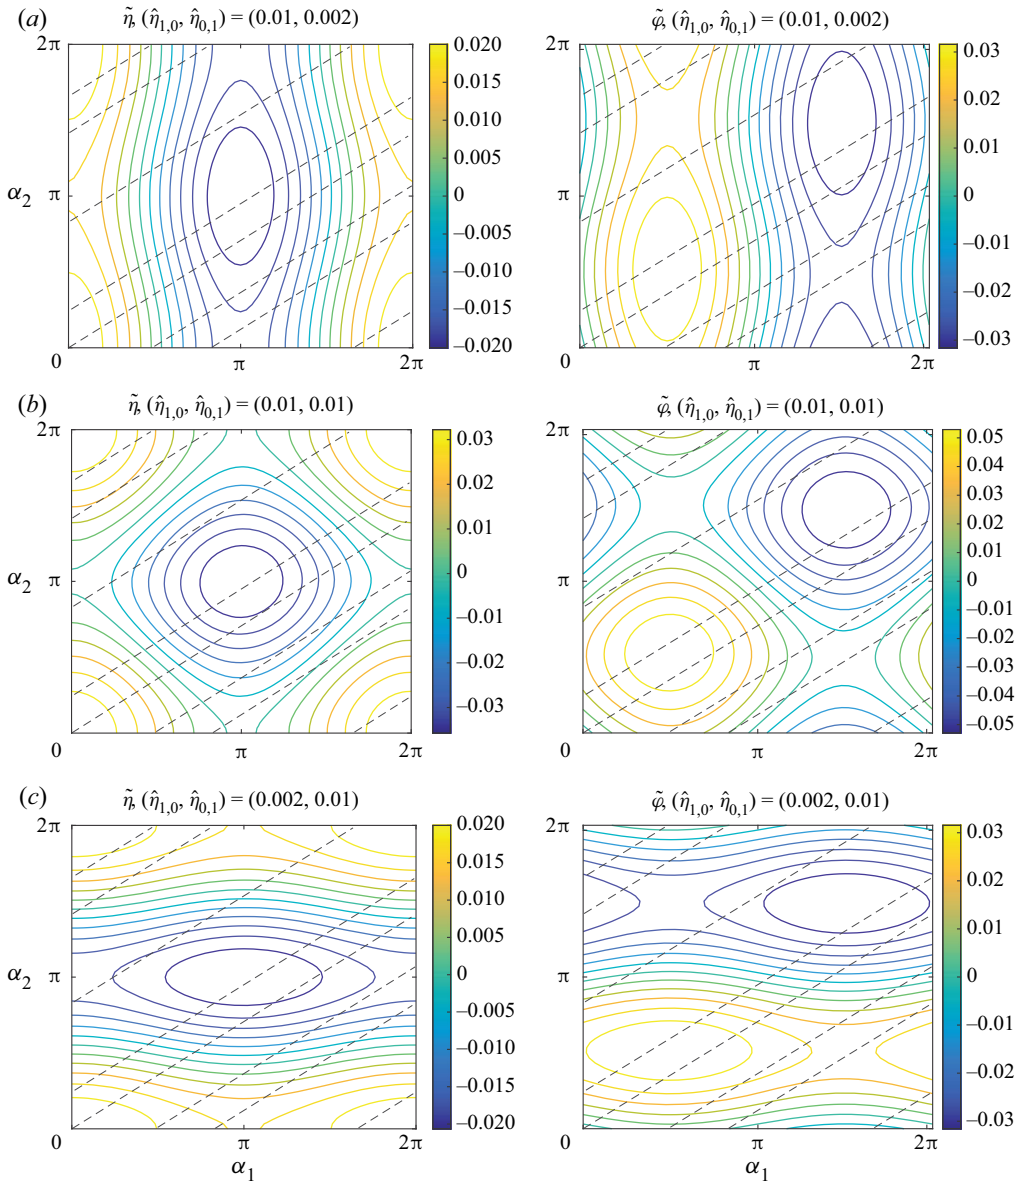 (a) η̃, (η̂1,0, η̂0,1) = (0.01, 0.002)
φ̃, (η̂1,0, η̂0,1) = (0.01, 0.002)
2π
π
0
α2
π
2π
0.020
0.015
0.010
0.005
0
–0.005
–0.010
–0.015
–0.020
2π
π
0
π
2π
0.03
0.02
0.01
0
–0.01
–0.02
–0.03
(b) η̃, (η̂1,0, η̂0,1) = (0.01, 0.01)
φ̃, (η̂1,0, η̂0,1) = (0.01, 0.01)
2π
π
0
α2
π
2π
0.03
0.02
0.01
0
–0.01
–0.02
–0.03
2π
π
0
π
2π
0.05
0.04
0.03
0.02
0.01
0
–0.01
–0.02
–0.03
–0.04
–0.05
(c) η̃, (η̂1,0, η̂0,1) = (0.002, 0.01)
φ̃, (η̂1,0, η̂0,1) = (0.002, 0.01)
2π
π
0
α2
π
2π
α1
0.020
0.015
0.010
0.005
0
–0.005
–0.010
–0.015
–0.020
2π
π
0
π
2π
α1
0.03
0.02
0.01
0
–0.01
–0.02
–0.03